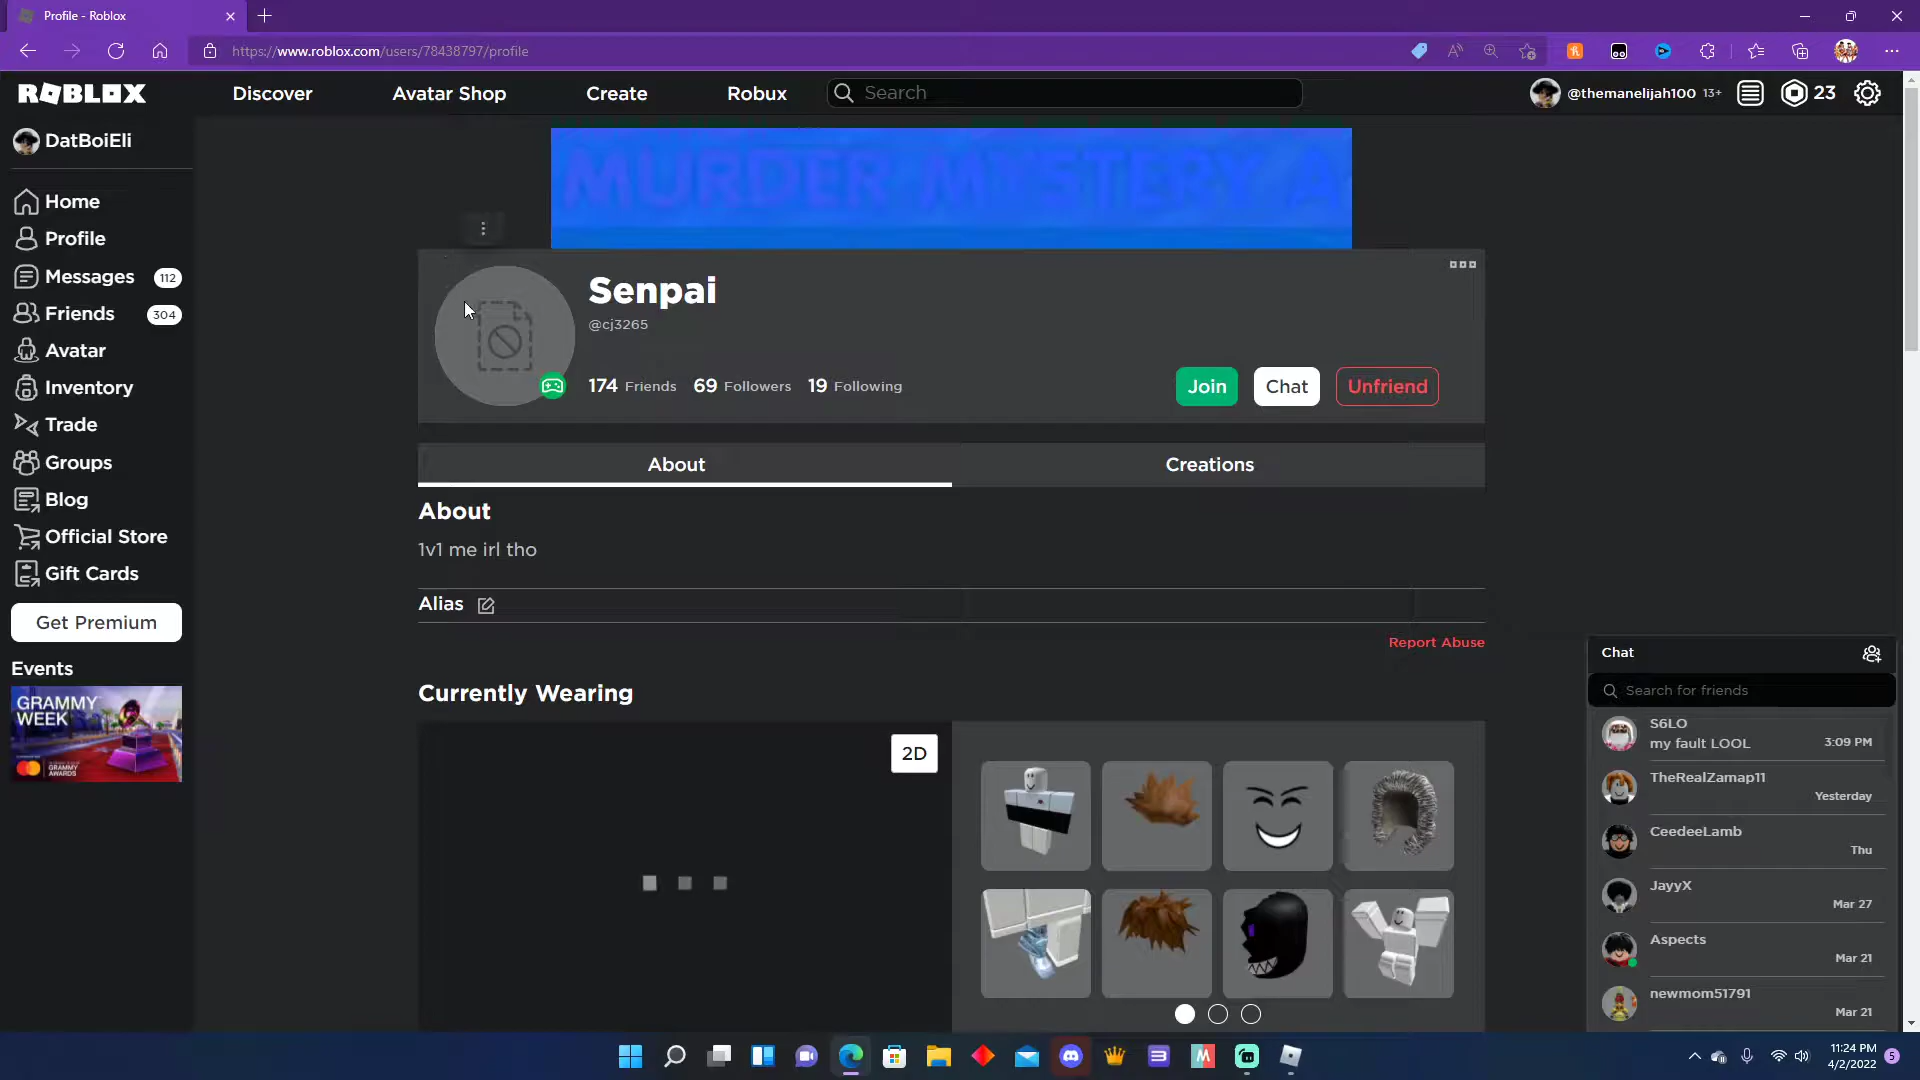 Profile - Roblox
https://www.roblox.com/users/78438797/profile
ROBLOX
Discover
Avatar Shop
Create
Robux
Search
@themanelijah100 13+
23
DatBoiEli
Home
Profile
Messages 112
Friends 304
Avatar
Inventory
Trade
Groups
Blog
Official Store
Gift Cards
Get Premium
Events
GRAMMY
WEEK
GRAMMY
AWARDS
MURDER MYSTERY A
Senpai
@cj3265
174 Friends 69 Followers 19 Following
Join
Chat
Unfriend
About
Creations
About
1v1 me irl tho
Alias
Report Abuse
Currently Wearing
2D
Chat
Search for friends
S6LO
my fault LOOL 3:09 PM
TheRealZamap11
Yesterday
CeedeeLamb
Thu
JayyX
Mar 27
Aspects
Mar 21
newmom51791
Mar 21
11:24 PM
4/2/2022
5